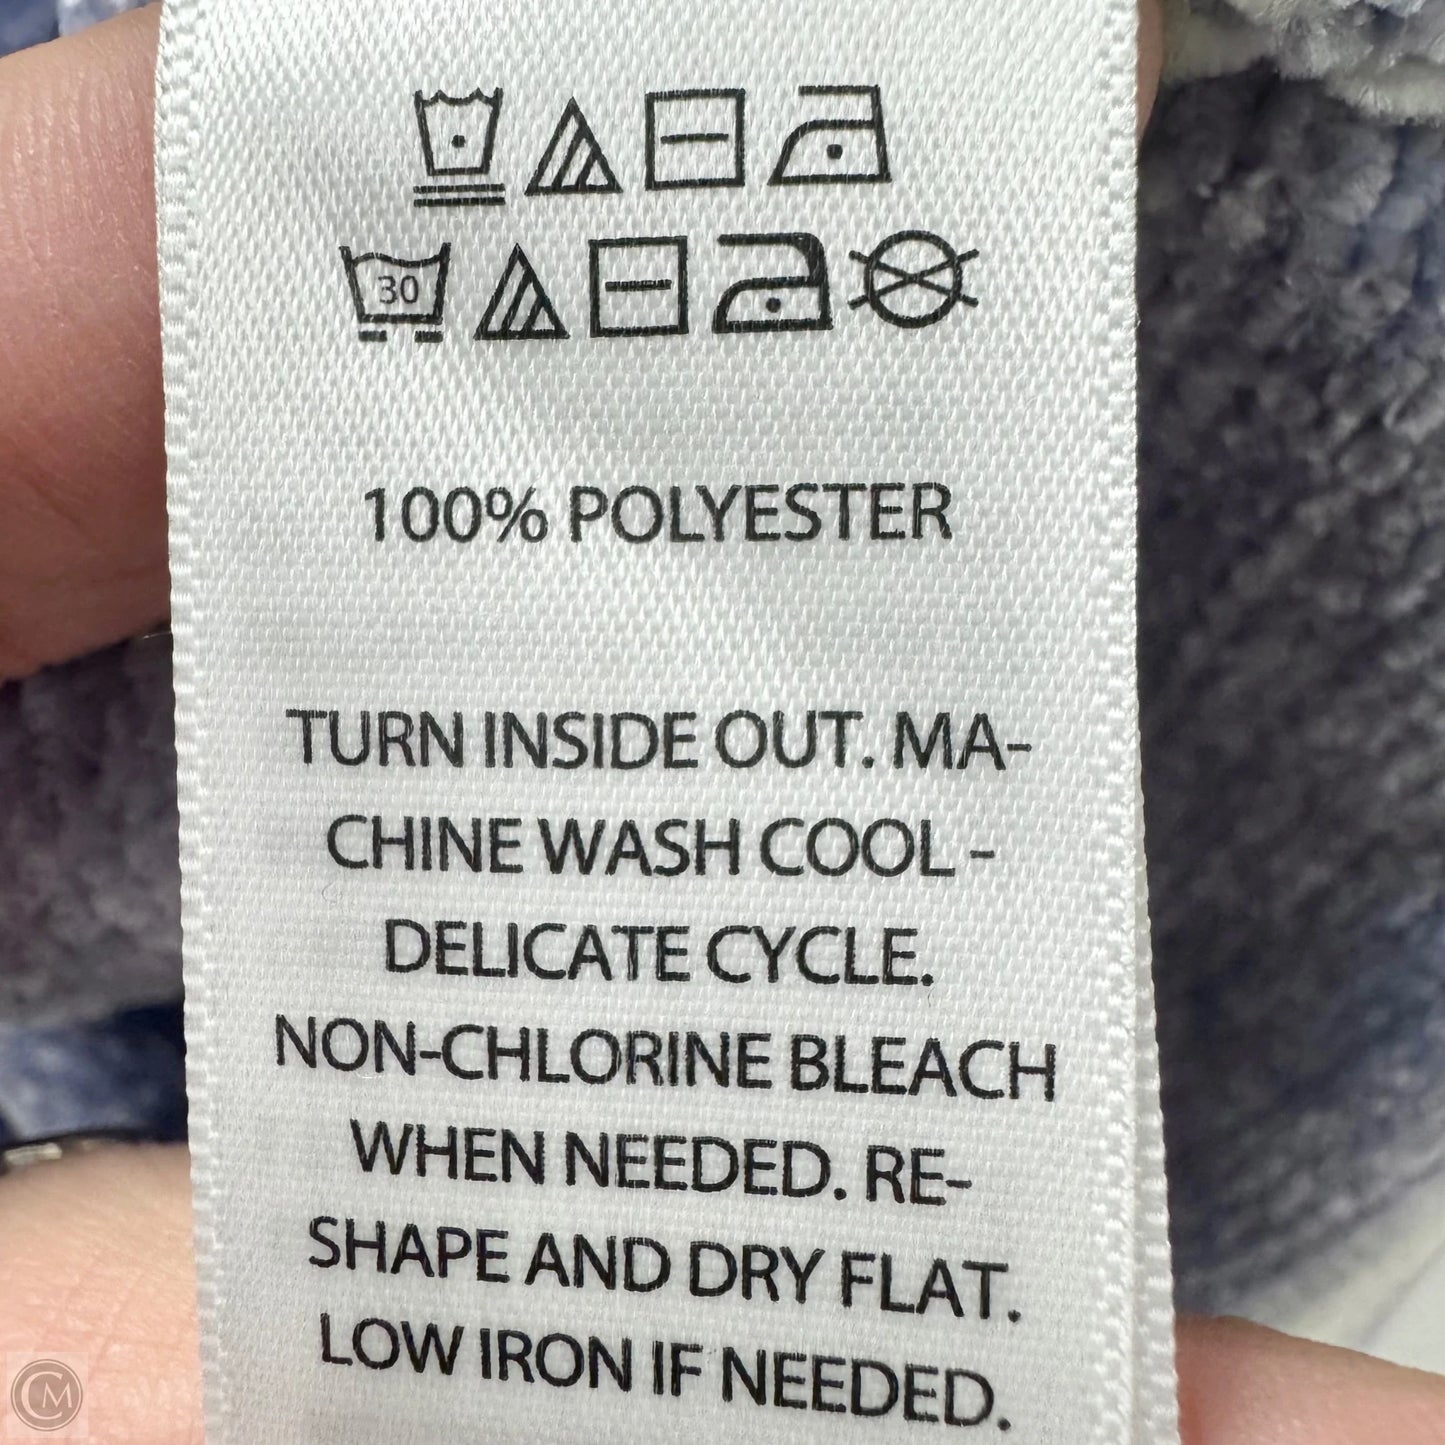 30
100% POLYESTER
TURN INSIDE OUT. MA-
CHINE WASH COOL -
DELICATE CYCLE.
NON-CHLORINE BLEACH
WHEN NEEDED. RE-
SHAPE AND DRY FLAT.
LOW IRON IF NEEDED.
CM